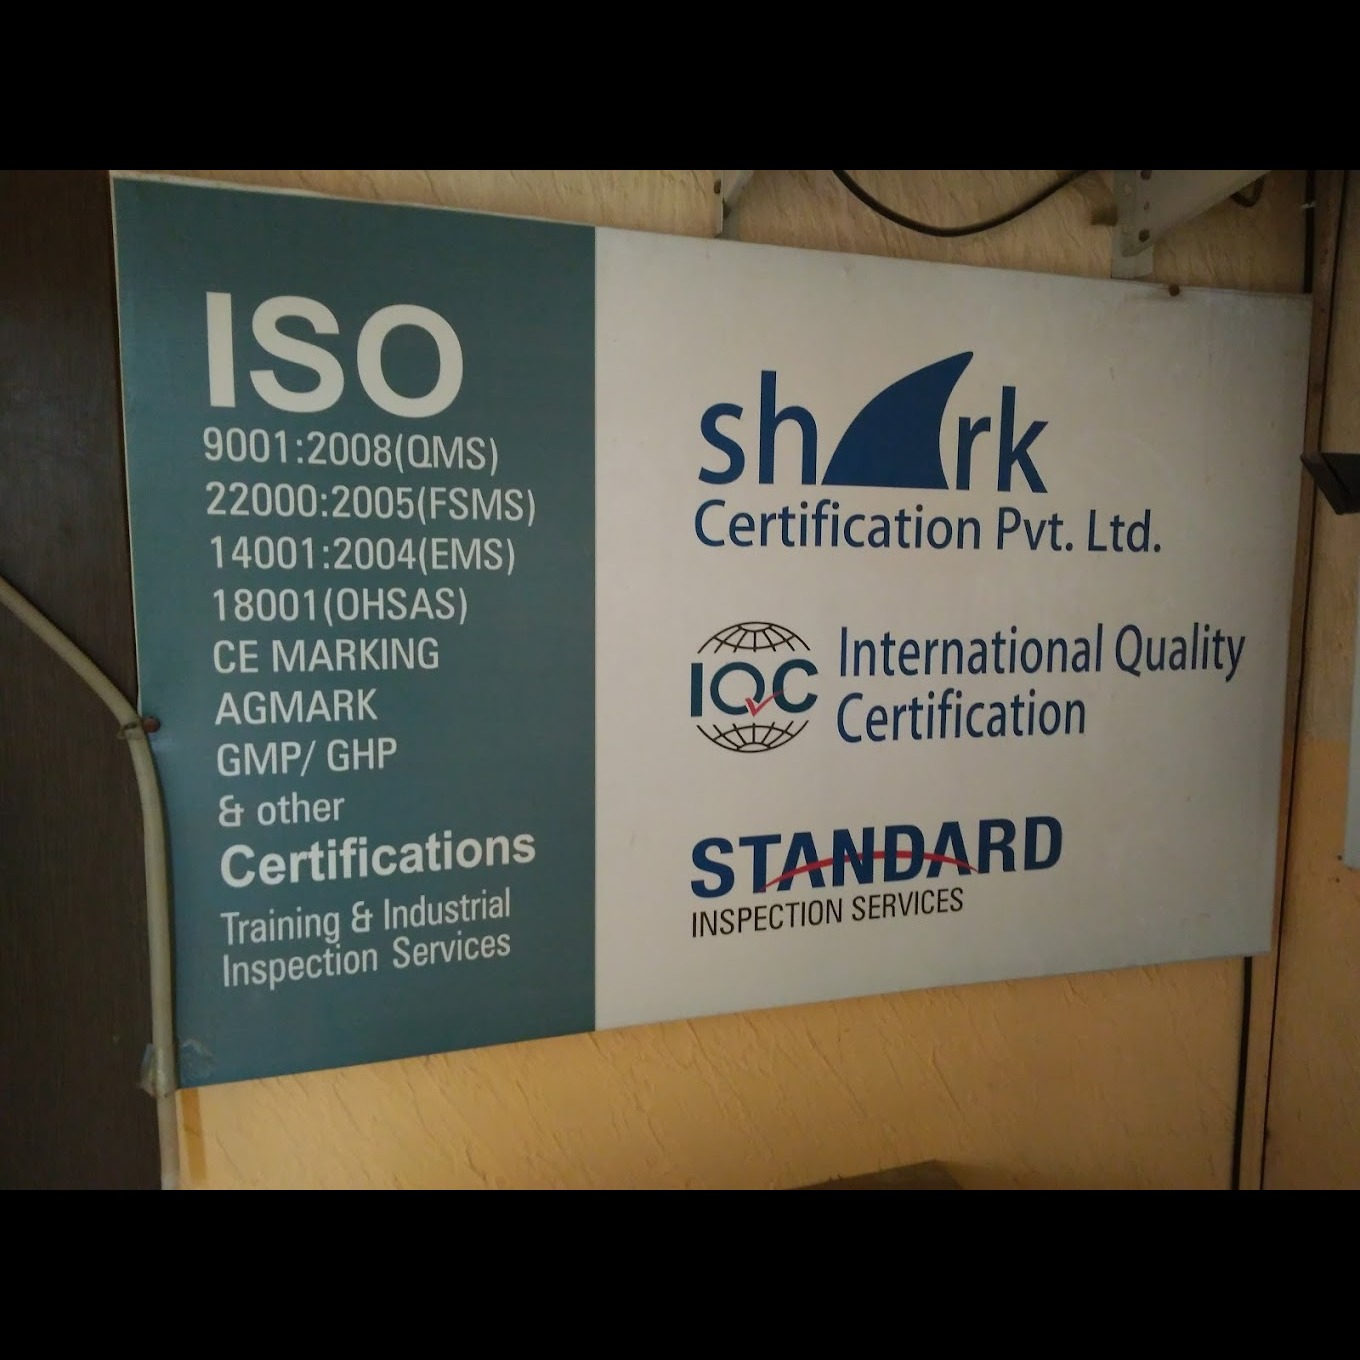 ISO
9001:2008(QMS)
22000:2005(FSMS)
14001:2004(EMS)
18001(OHSAS)
CE MARKING
AGMARK
GMP/ GHP
& other
Certifications
Training & Industrial
Inspection Services
shark
Certification Pvt. Ltd.
IQC
International Quality
Certification
STANDARD
INSPECTION SERVICES